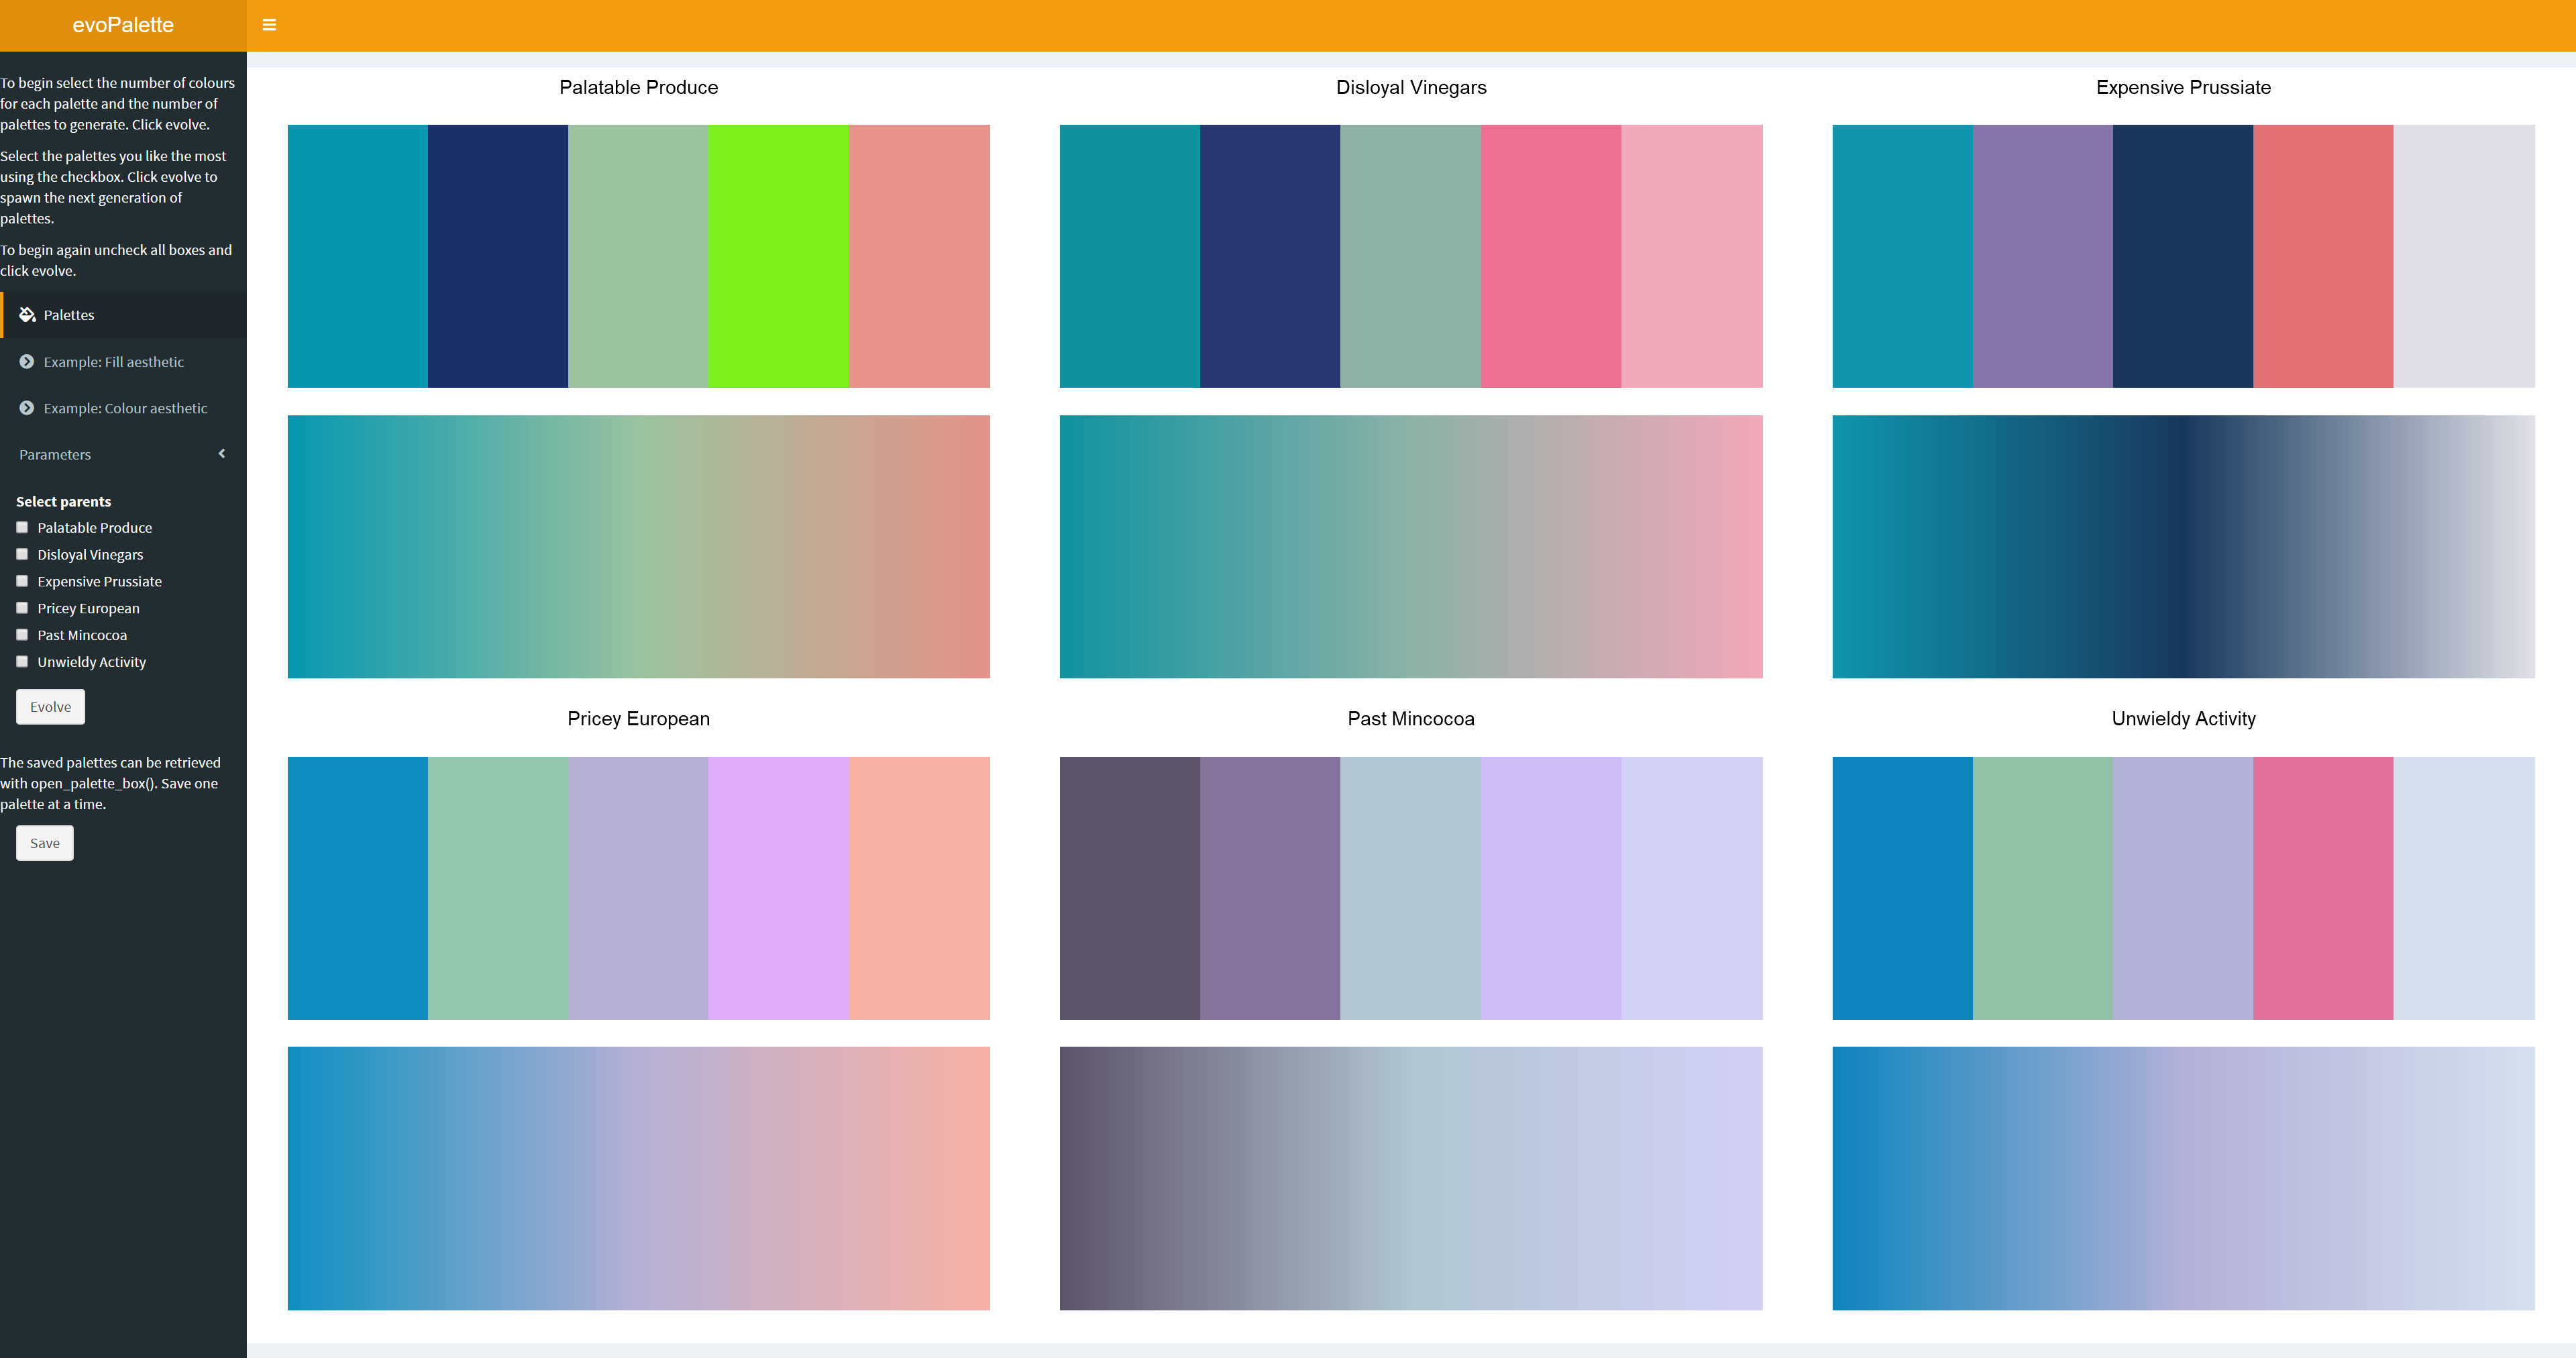 evoPalette
To begin select the number of colours
for each palette and the number of
palettes to generate. Click evolve.
Select the palettes you like the most
using the checkbox. Click evolve to
spawn the next generation of
palettes.
To begin again uncheck all boxes and
click evolve.
Palettes
Example: Fill aesthetic
Example: Colour aesthetic
Parameters
Select parents
Palatable Produce
Disloyal Vinegars
Expensive Prussiate
Pricey European
Past Mincocoa
Unwieldy Activity
Evolve
The saved palettes can be retrieved
with open_palette_box(). Save one
palette at a time.
Save
Palatable Produce
Disloyal Vinegars
Expensive Prussiate
Pricey European
Past Mincocoa
Unwieldy Activity